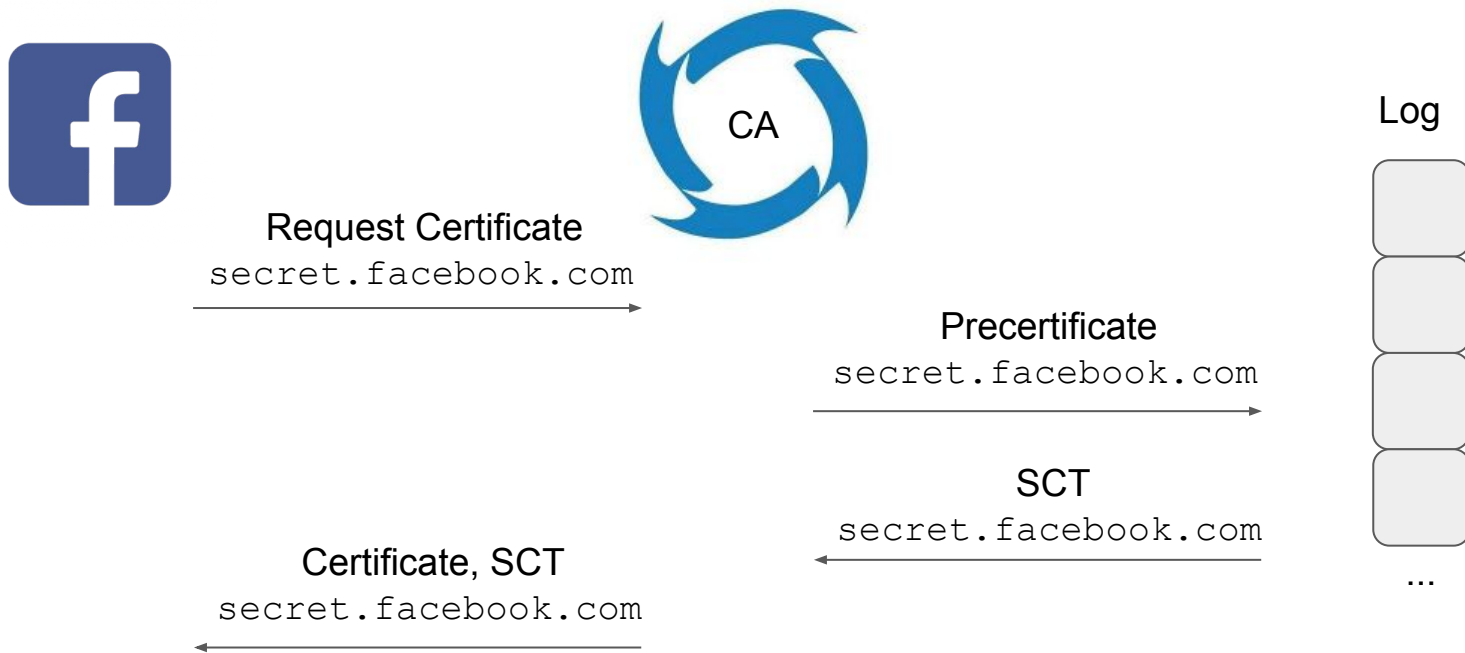 f
CA
Log
Request Certificate
secret.facebook.com
Precertificate
secret.facebook.com
SCT
secret.facebook.com
Certificate, SCT
secret.facebook.com
...